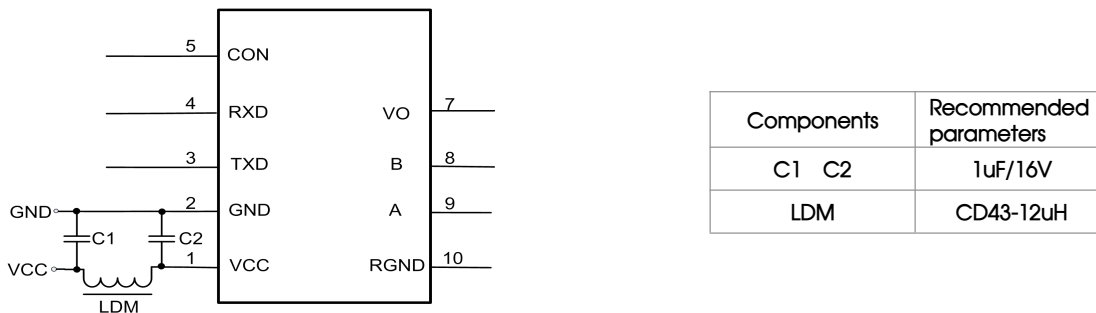 5 CON
4 RXD
VO 7
3 TXD
B 8
GND 2 GND
A 9
C1 C2
VCC 1 VCC
RGND 10
LDM
Components Recommended
parameters
C1 C2 1uF/16V
LDM CD43-12uH